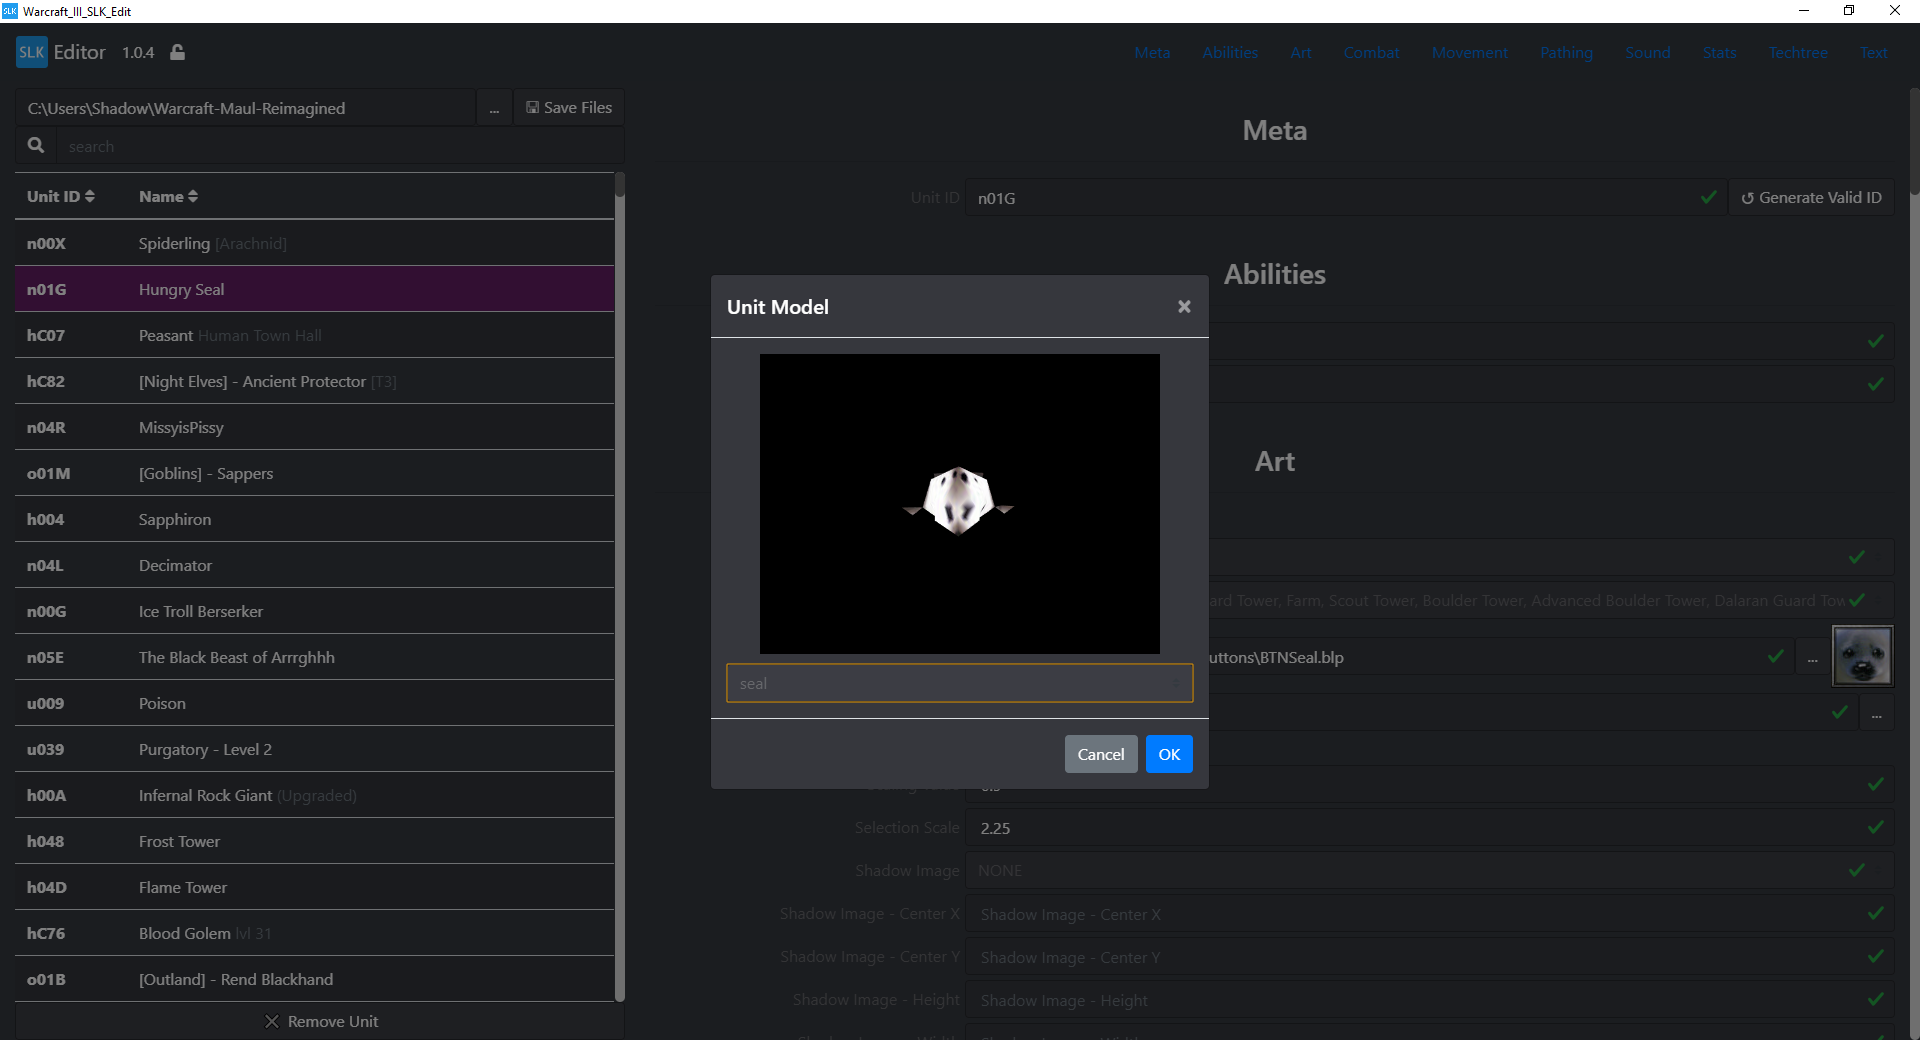 SLK Warcraft_III_SLK_Edit
SLK Editor 1.0.4
Meta Abilities Art Combat Movement Pathing Sound Stats Techtree Text
C:\Users\Shadow\Warcraft-Maul-Reimagined ... Save Files
search
Unit ID Name
n00X Spiderling [Arachnid]
n01G Hungry Seal
hC07 Peasant Human Town Hall
hC82 [Night Elves] - Ancient Protector [T3]
n04R MissyisPissy
o01M [Goblins] - Sappers
h004 Sapphiron
n04L Decimator
n00G Ice Troll Berserker
n05E The Black Beast of Arrrghhh
u009 Poison
u039 Purgatory - Level 2
h00A Infernal Rock Giant (Upgraded)
h048 Frost Tower
h04D Flame Tower
hC76 Blood Golem lvl 31
o01B [Outland] - Rend Blackhand
Remove Unit
Meta
Unit ID n01G Generate Valid ID
Abilities
Art
ard Tower, Farm, Scout Tower, Boulder Tower, Advanced Boulder Tower, Dalaran Guard Tow
uttons\BTNSeal.blp ...
...
Selection Scale 2.25
Shadow Image NONE
Shadow Image - Center X Shadow Image - Center X
Shadow Image - Center Y Shadow Image - Center Y
Shadow Image - Height Shadow Image - Height
Unit Model ×
seal
Cancel OK